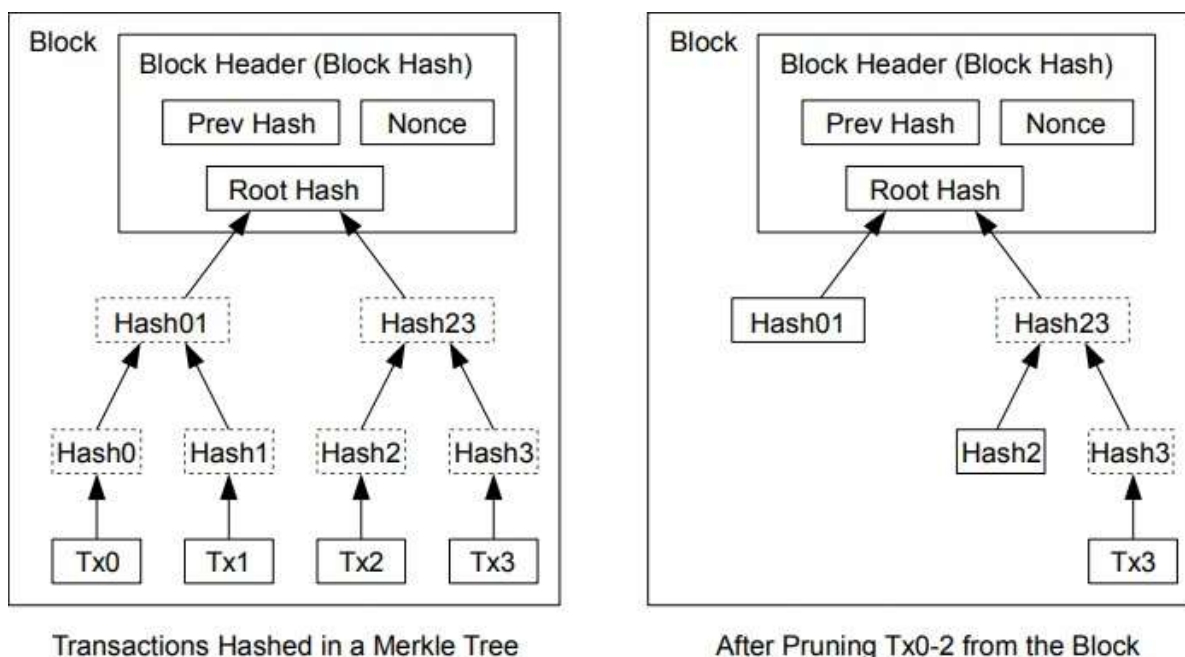 Block
Block Header (Block Hash)
Prev Hash
Nonce
Root Hash
Hash01
Hash23
Hash0
Hash1
Hash2
Hash3
Tx0
Tx1
Tx2
Tx3
Transactions Hashed in a Merkle Tree
Block
Block Header (Block Hash)
Prev Hash
Nonce
Root Hash
Hash01
Hash23
Hash2
Hash3
Tx3
After Pruning Tx0-2 from the Block